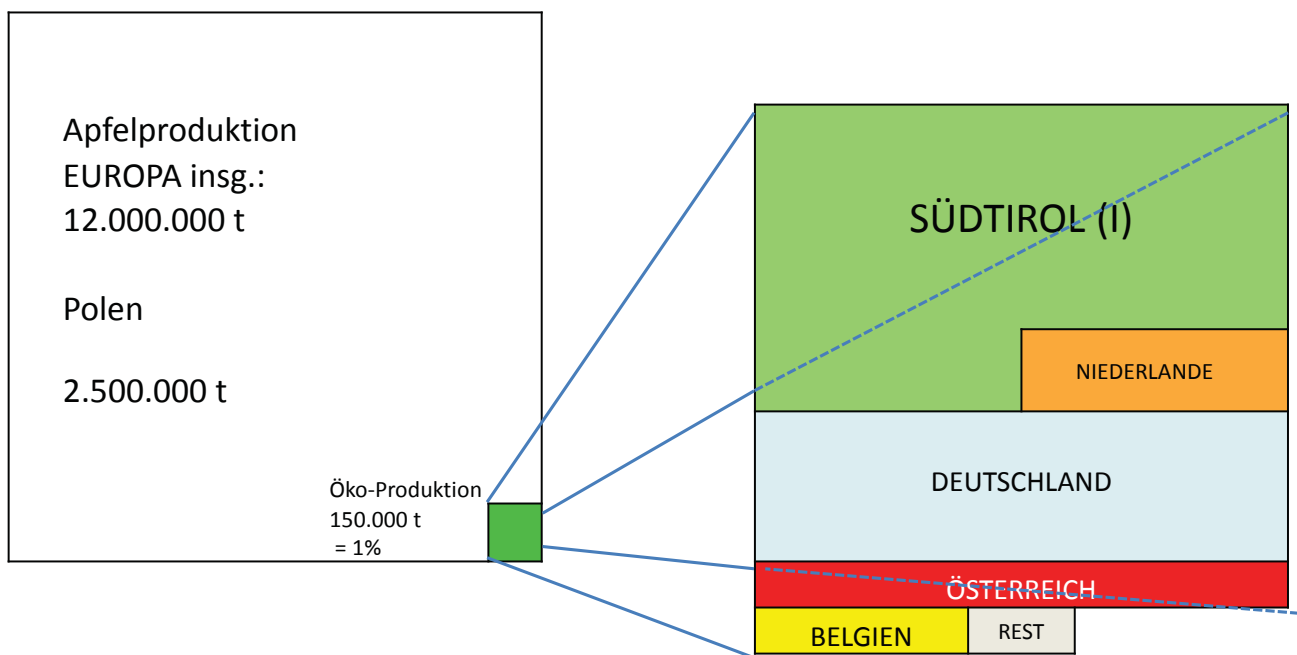 Apfelproduktion
EUROPA insg.:
12.000.000 t
Polen
2.500.000 t
Öko-Produktion
150.000 t
= 1%
SÜDTIROL (I)
NIEDERLANDE
DEUTSCHLAND
ÖSTERREICH
BELGIEN
REST